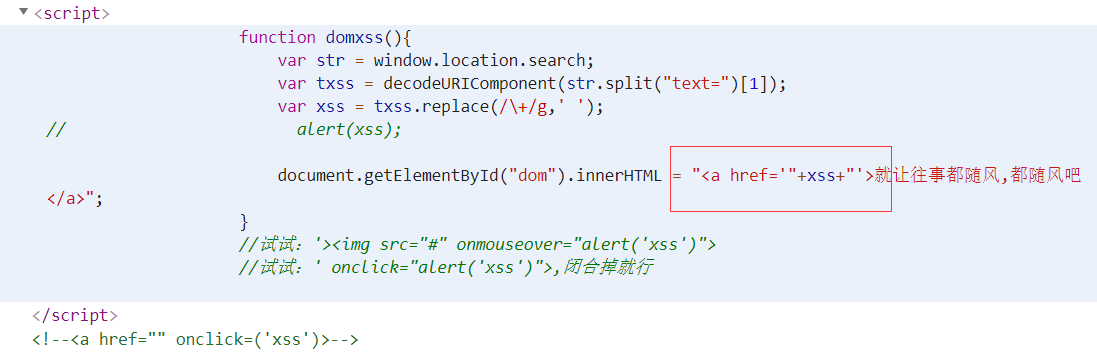 <script>
function domxss(){
var str = window.location.search;
var txss = decodeURIComponent(str.split("text=")[1]);
var xss = txss.replace(/\+/g,' ');
// alert(xss);
document.getElementById("dom").innerHTML = "<a href='"+xss+"'>就让往事都随风,都随风吧
</a>";
}
//试试：'><img src="#" onmouseover="alert('xss')">
//试试：' onclick="alert('xss')">,闭合掉就行
</script>
<!--<a href="" onclick=('xss')>-->